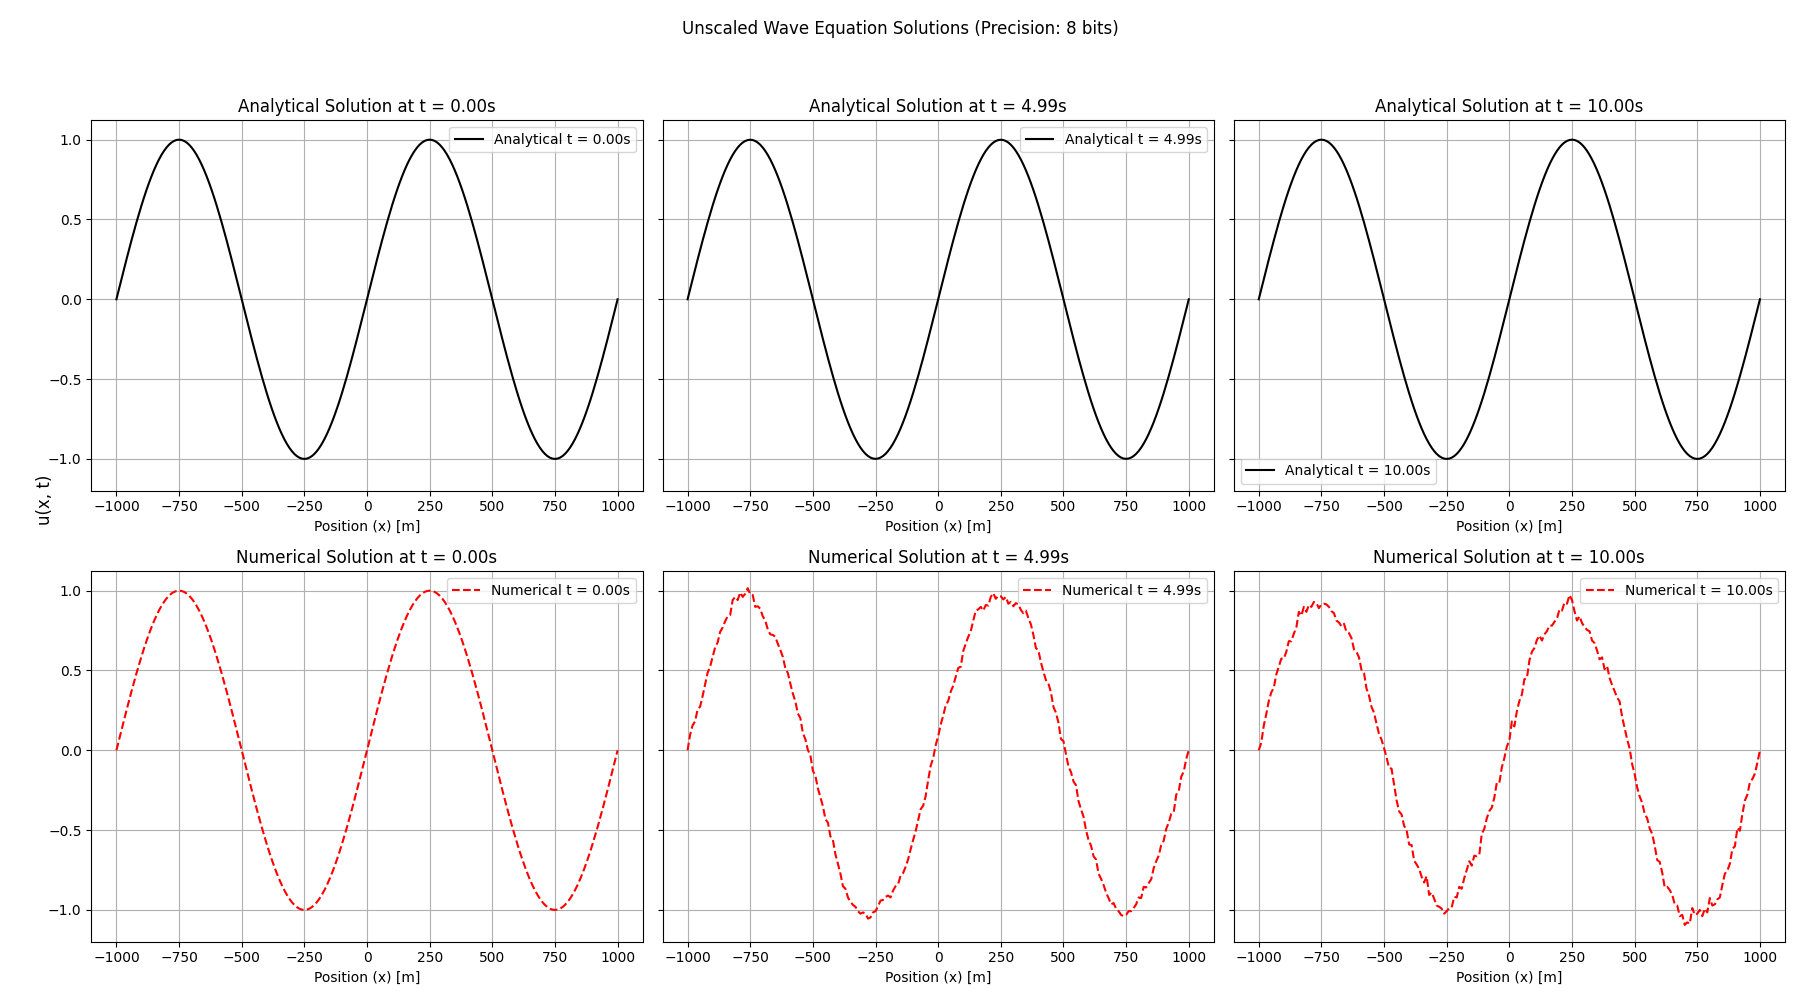 Unscaled Wave Equation Solutions (Precision: 8 bits)
Analytical Solution at t = 0.00s
Analytical Solution at t = 4.99s
Analytical Solution at t = 10.00s
Analytical t = 0.00s
Analytical t = 4.99s
Analytical t = 10.00s
1.0
0.5
0.0
−0.5
−1.0
u(x, t)
−1000 −750 −500 −250 0 250 500 750 1000
−1000 −750 −500 −250 0 250 500 750 1000
−1000 −750 −500 −250 0 250 500 750 1000
Position (x) [m]
Position (x) [m]
Position (x) [m]
Numerical Solution at t = 0.00s
Numerical Solution at t = 4.99s
Numerical Solution at t = 10.00s
Numerical t = 0.00s
Numerical t = 4.99s
Numerical t = 10.00s
1.0
0.5
0.0
−0.5
−1.0
−1000 −750 −500 −250 0 250 500 750 1000
−1000 −750 −500 −250 0 250 500 750 1000
−1000 −750 −500 −250 0 250 500 750 1000
Position (x) [m]
Position (x) [m]
Position (x) [m]